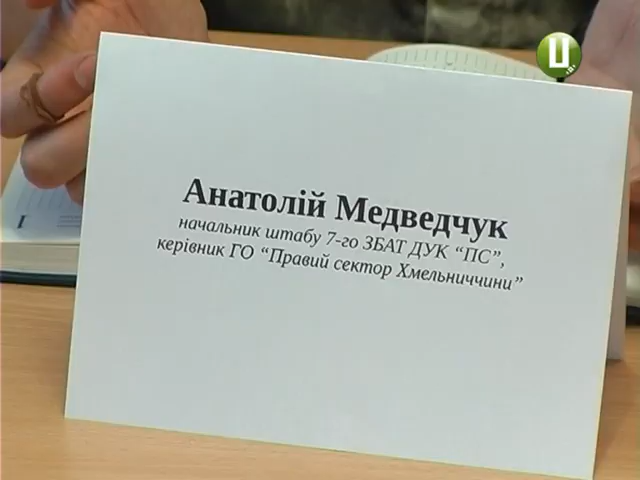 Ц
Анатолій Медведчук
начальник штабу 7-го ЗБАТ ДУК “ПС”,
керівник ГО “Правий сектор Хмельниччини”